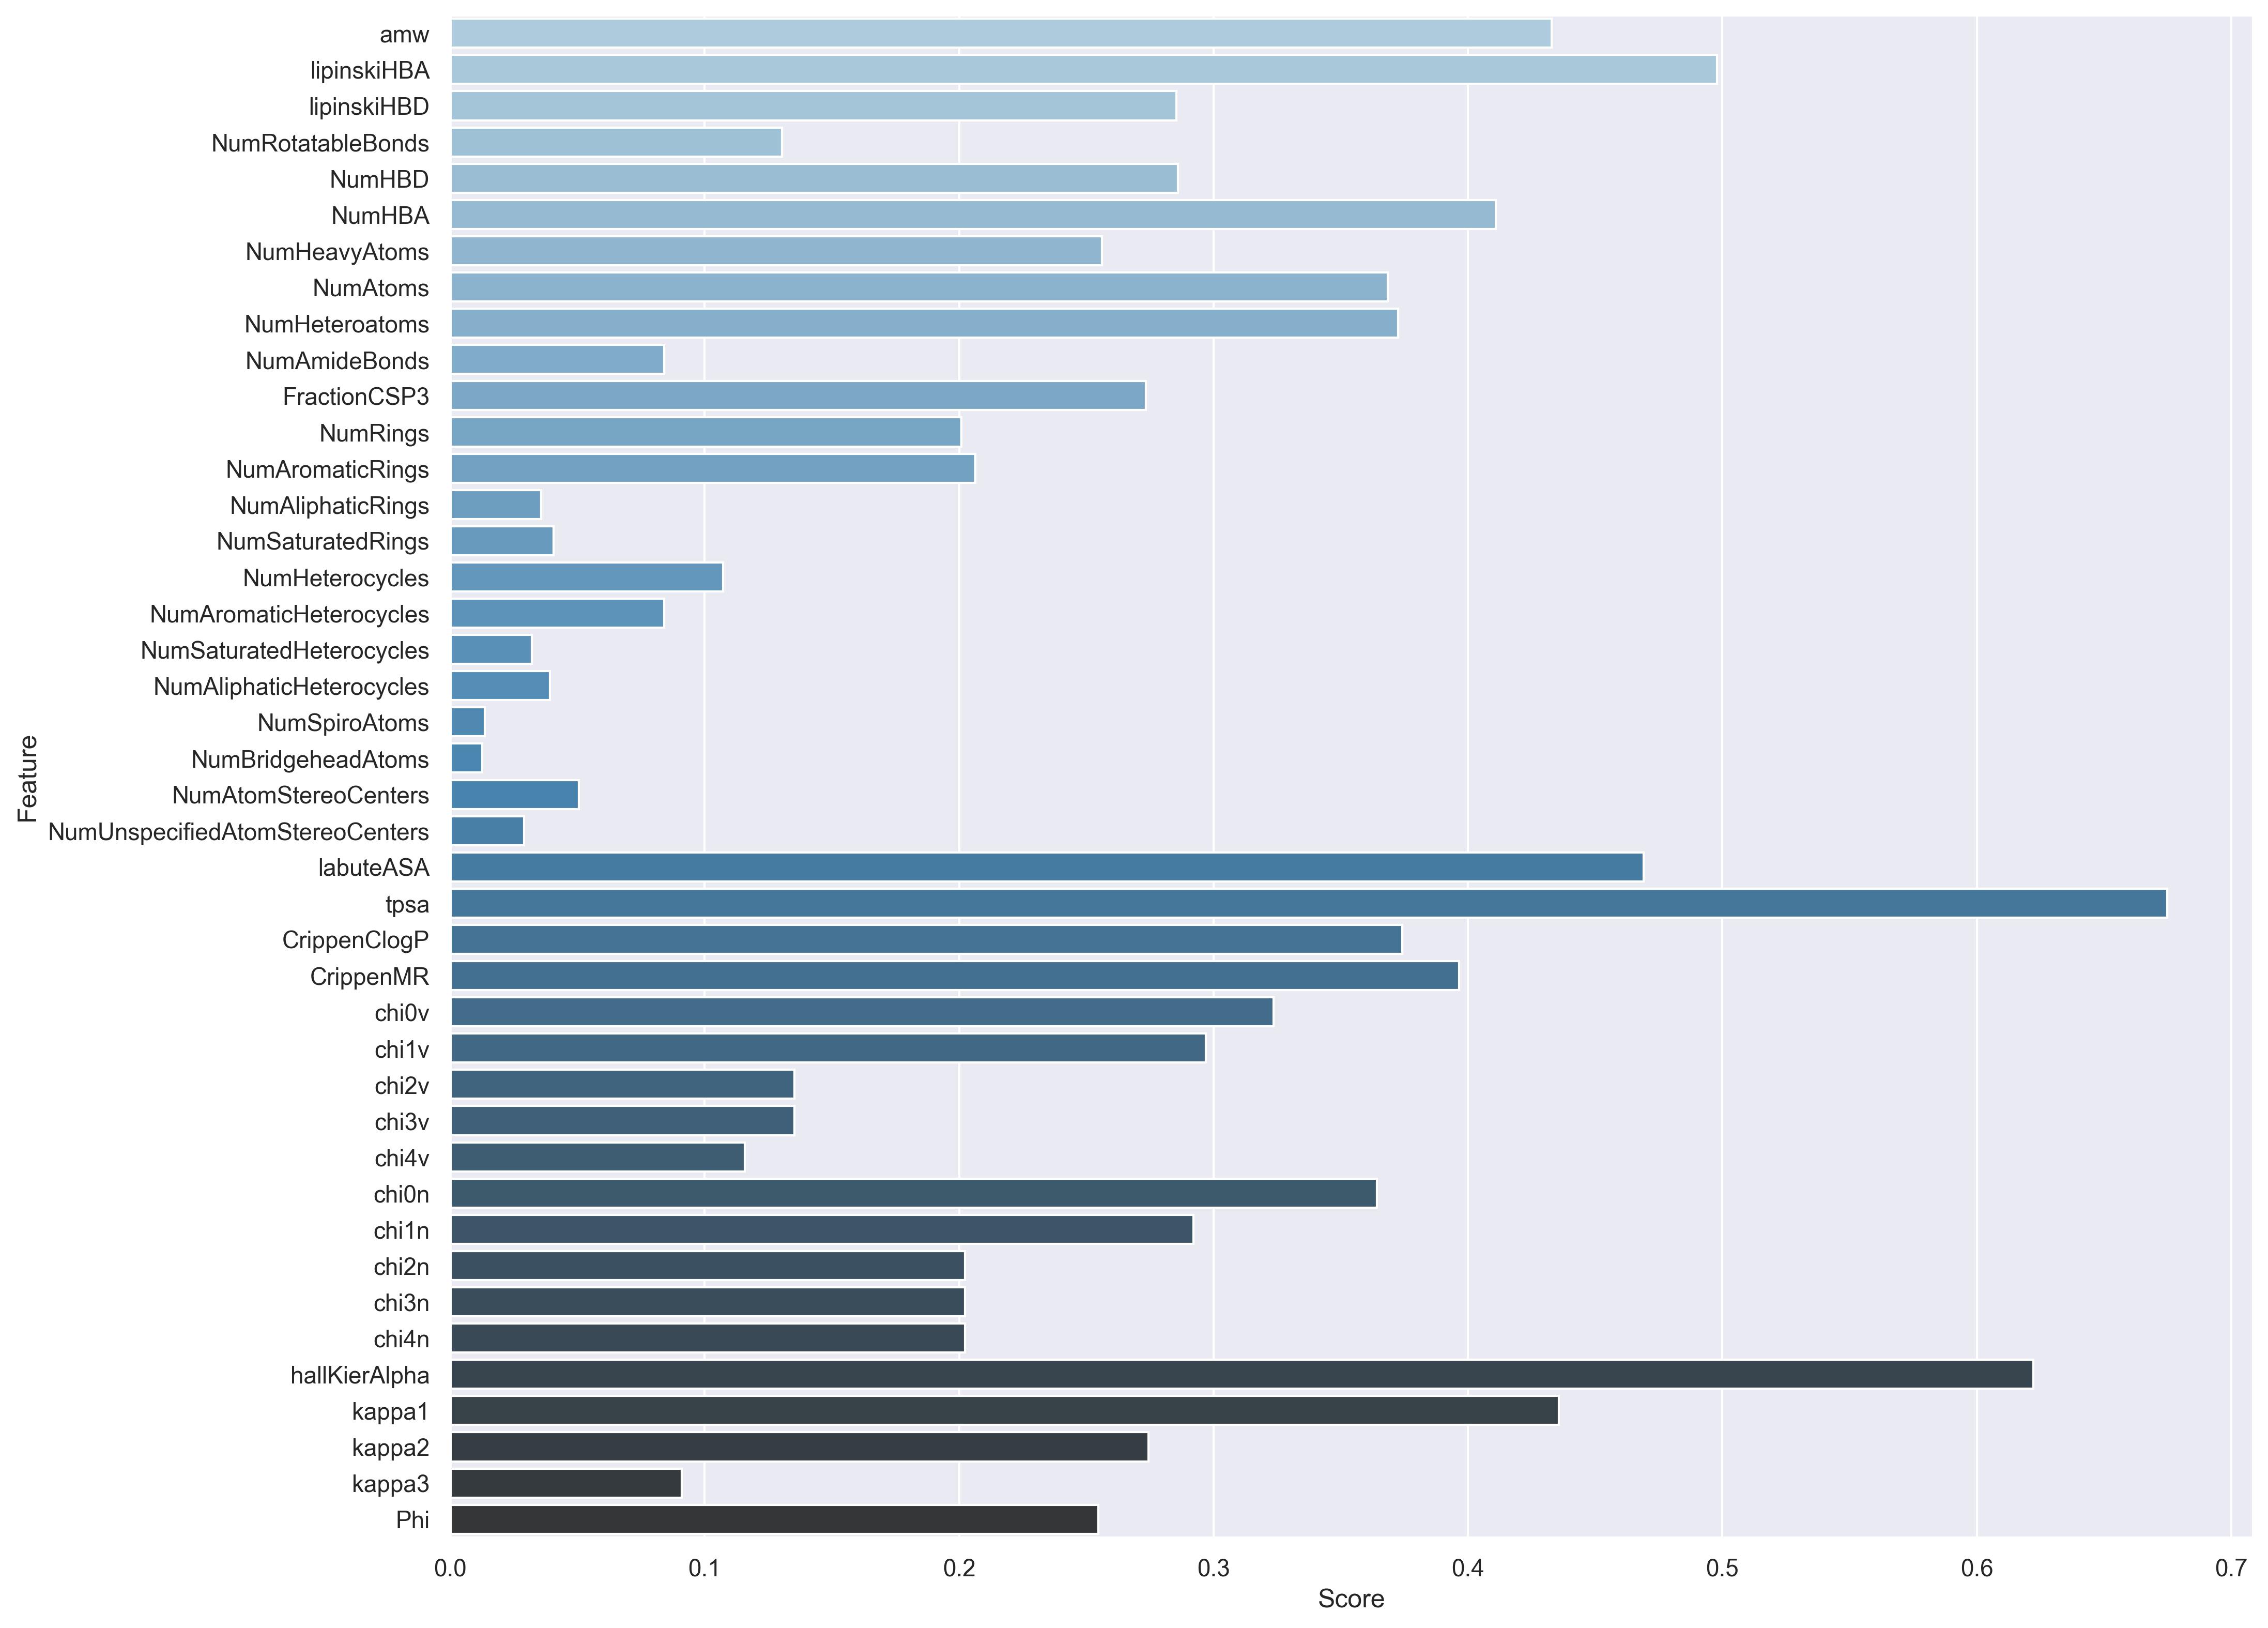 amw
lipinskiHBA
lipinskiHBD
NumRotatableBonds
NumHBD
NumHBA
NumHeavyAtoms
NumAtoms
NumHeteroatoms
NumAmideBonds
FractionCSP3
NumRings
NumAromaticRings
NumAliphaticRings
NumSaturatedRings
NumHeterocycles
NumAromaticHeterocycles
NumSaturatedHeterocycles
NumAliphaticHeterocycles
NumSpiroAtoms
NumBridgeheadAtoms
NumAtomStereoCenters
NumUnspecifiedAtomStereoCenters
labuteASA
tpsa
CrippenClogP
CrippenMR
chi0v
chi1v
chi2v
chi3v
chi4v
chi0n
chi1n
chi2n
chi3n
chi4n
hallKierAlpha
kappa1
kappa2
kappa3
Phi
Feature
0.0 0.1 0.2 0.3 0.4 0.5 0.6 0.7
Score